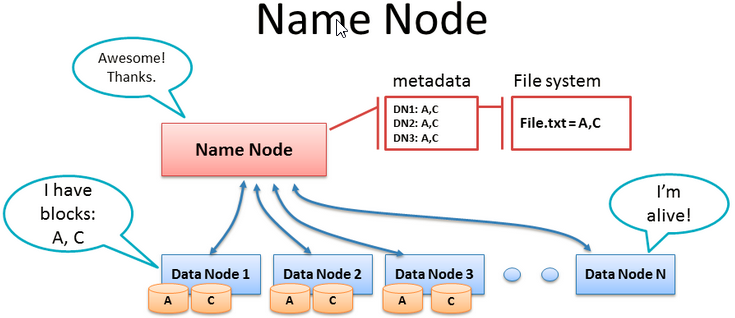 Name Node
Awesome!
Thanks.
metadata
File system
DN1: A,C
DN2: A,C
DN3: A,C
File.txt = A,C
Name Node
I have
blocks:
A, C
I'm
alive!
Data Node 1
Data Node 2
Data Node 3
Data Node N
A
C
A
C
A
C